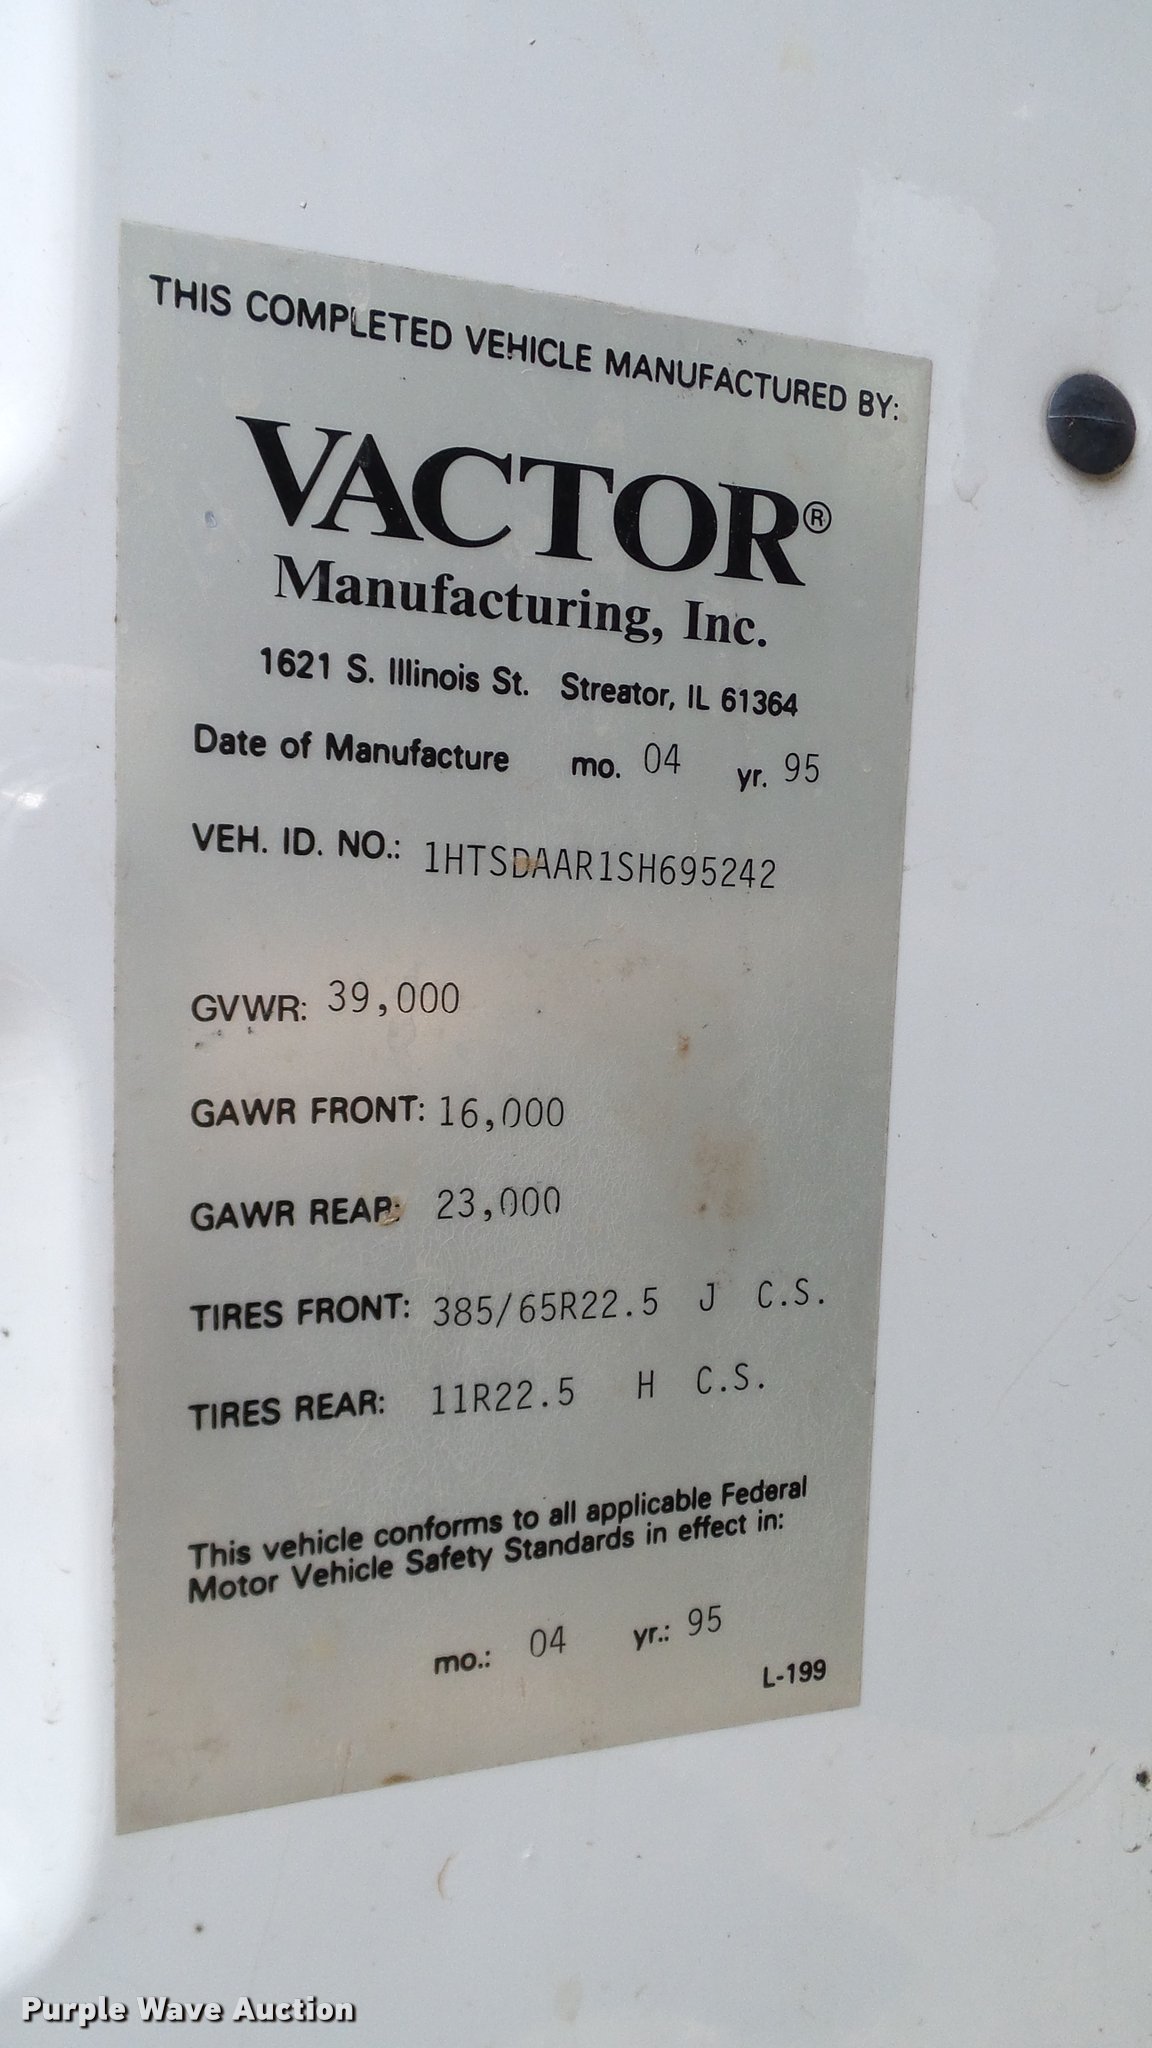 THIS COMPLETED VEHICLE MANUFACTURED BY:
VACTOR®
Manufacturing, Inc.
1621 S. Illinois St. Streator, IL 61364
Date of Manufacture mo. 04 yr. 95
VEH. ID. NO.: 1HTSDAAR1SH695242
GVWR: 39,000
GAWR FRONT: 16,000
GAWR REAR: 23,000
TIRES FRONT: 385/65R22.5 J C.S.
TIRES REAR: 11R22.5 H C.S.
This vehicle conforms to all applicable Federal
Motor Vehicle Safety Standards in effect in:
mo.: 04 yr.: 95
L-199
Purple Wave Auction